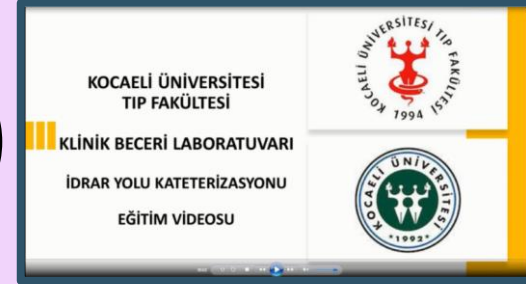 KOCAELİ ÜNİVERSİTESİ
TIP FAKÜLTESİ
KLİNİK BECERİ LABORATUVARI
İDRAR YOLU KATETERİZASYONU
EĞİTİM VİDEOSU
KOCAELİ ÜNİVERSİTESİ TIP FAKÜLTESİ
1994
KOCAELİ ÜNİVERSİTESİ
•1992•